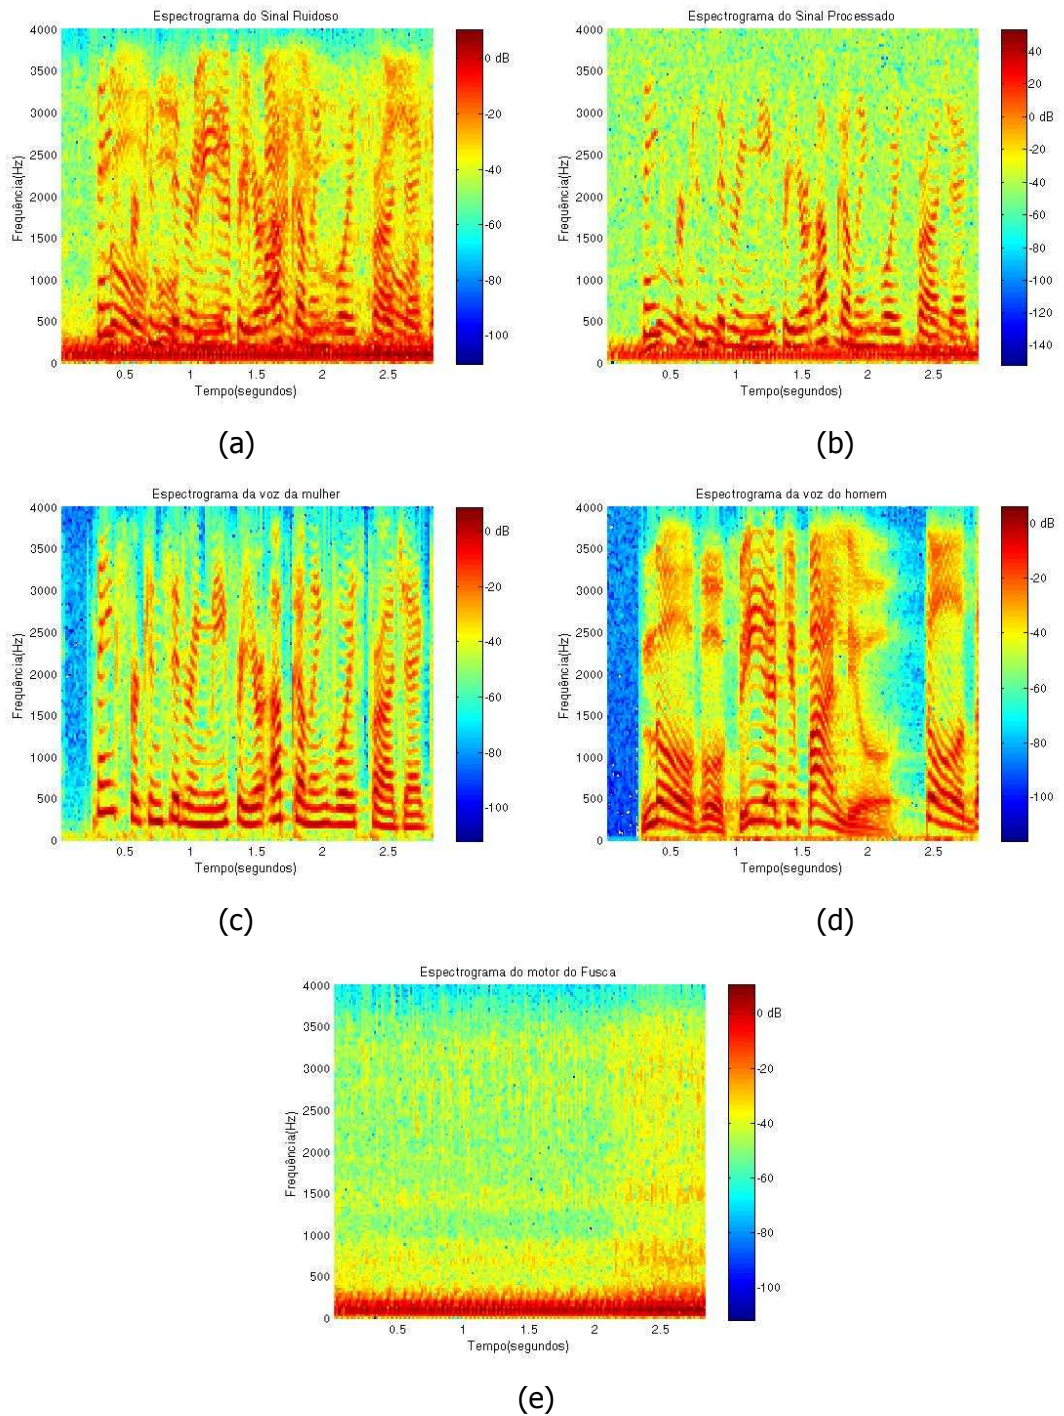 Espectrograma do Sinal Ruidoso
Frequência(Hz)
4000
3500
3000
2500
2000
1500
1000
500
0
0.5 1 1.5 2 2.5
Tempo(segundos)
0 dB
-20
-40
-60
-80
-100
(a)
Espectrograma do Sinal Processado
Frequência(Hz)
4000
3500
3000
2500
2000
1500
1000
500
0
0.5 1 1.5 2 2.5
Tempo(segundos)
40
20
0 dB
-20
-40
-60
-80
-100
-120
-140
(b)
Espectrograma da voz da mulher
Frequência(Hz)
4000
3500
3000
2500
2000
1500
1000
500
0
0.5 1 1.5 2 2.5
Tempo(segundos)
0 dB
-20
-40
-60
-80
-100
(c)
Espectrograma da voz do homem
Frequência(Hz)
4000
3500
3000
2500
2000
1500
1000
500
0
0.5 1 1.5 2 2.5
Tempo(segundos)
0 dB
-20
-40
-60
-80
-100
(d)
Espectrograma do motor do Fusca
Frequência(Hz)
4000
3500
3000
2500
2000
1500
1000
500
0
0.5 1 1.5 2 2.5
Tempo(segundos)
0 dB
-20
-40
-60
-80
-100
(e)